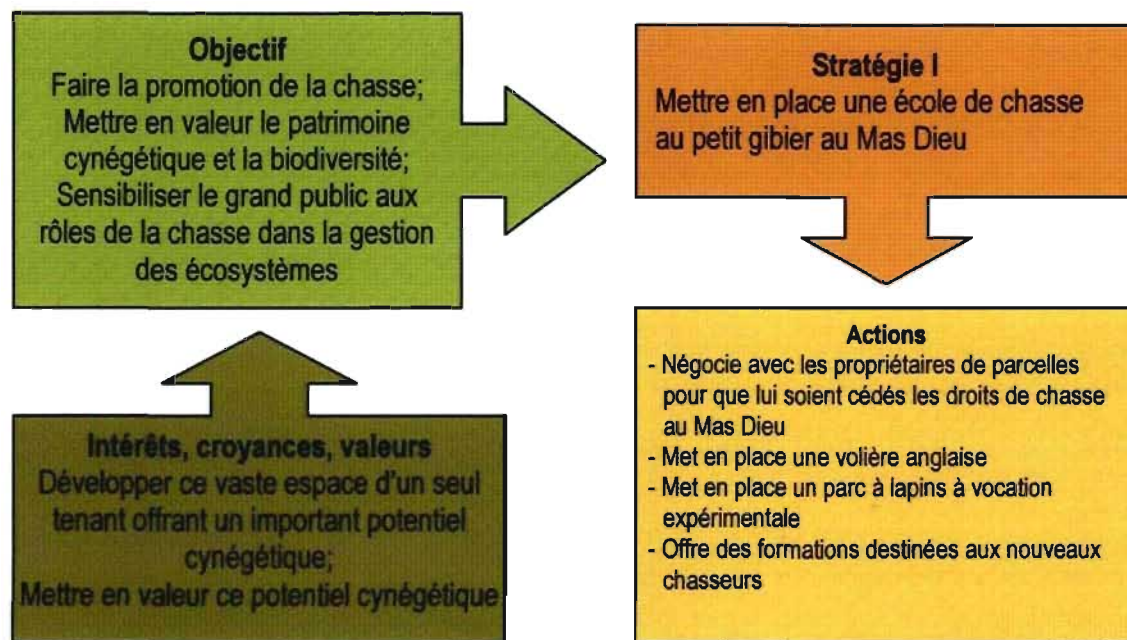 Objectif
Faire la promotion de la chasse;
Mettre en valeur le patrimoine
cynégétique et la biodiversité;
Sensibiliser le grand public aux
rôles de la chasse dans la gestion
des écosystèmes
Stratégie I
Mettre en place une école de chasse
au petit gibier au Mas Dieu
Intérêts, croyances, valeurs
Développer ce vaste espace d'un seul
tenant offrant un important potentiel
cynégétique;
Mettre en valeur ce potentiel cynégétique
Actions
- Négocie avec les propriétaires de parcelles
pour que lui soient cédés les droits de chasse
au Mas Dieu
- Met en place une volière anglaise
- Met en place un parc à lapins à vocation
expérimentale
- Offre des formations destinées aux nouveaux
chasseurs